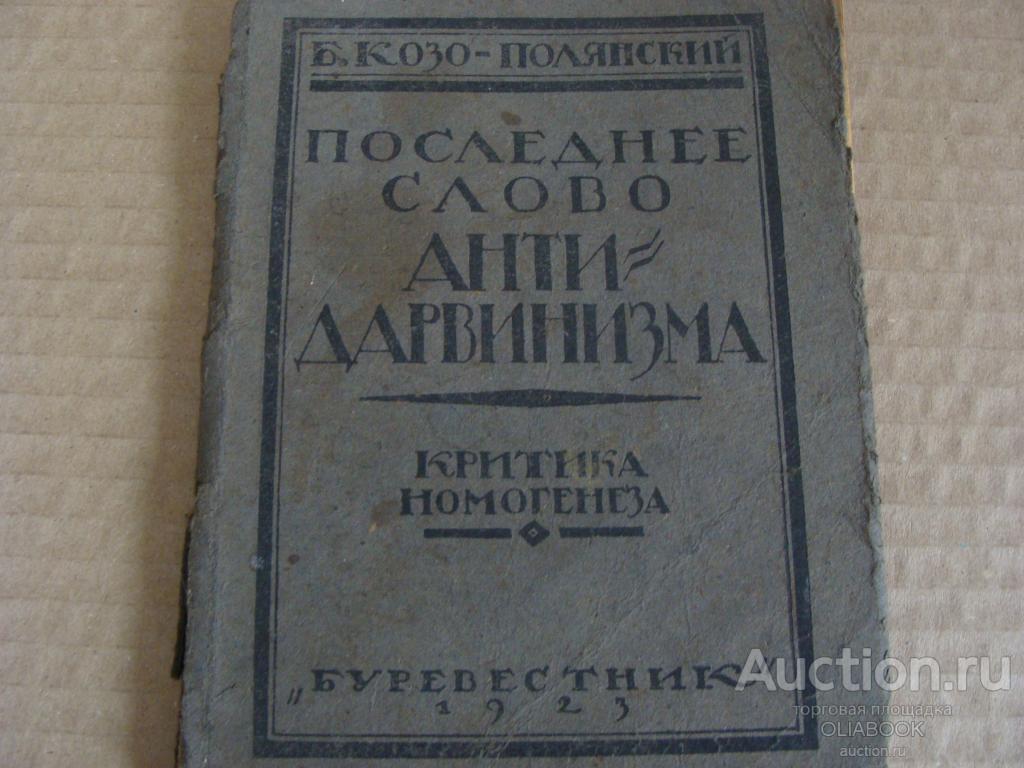 Б. КОЗО-ПОЛЯНСКИЙ
ПОСЛЕДНЕЕ
СЛОВО
АНТИ=
ДАРВИНИЗМА
КРИТИКА
НОМОГЕНЕЗА
„БУРЕВЕСТНИК“
1923
Auction.ru
торговая площадка
OLIABOOK
auction.ru